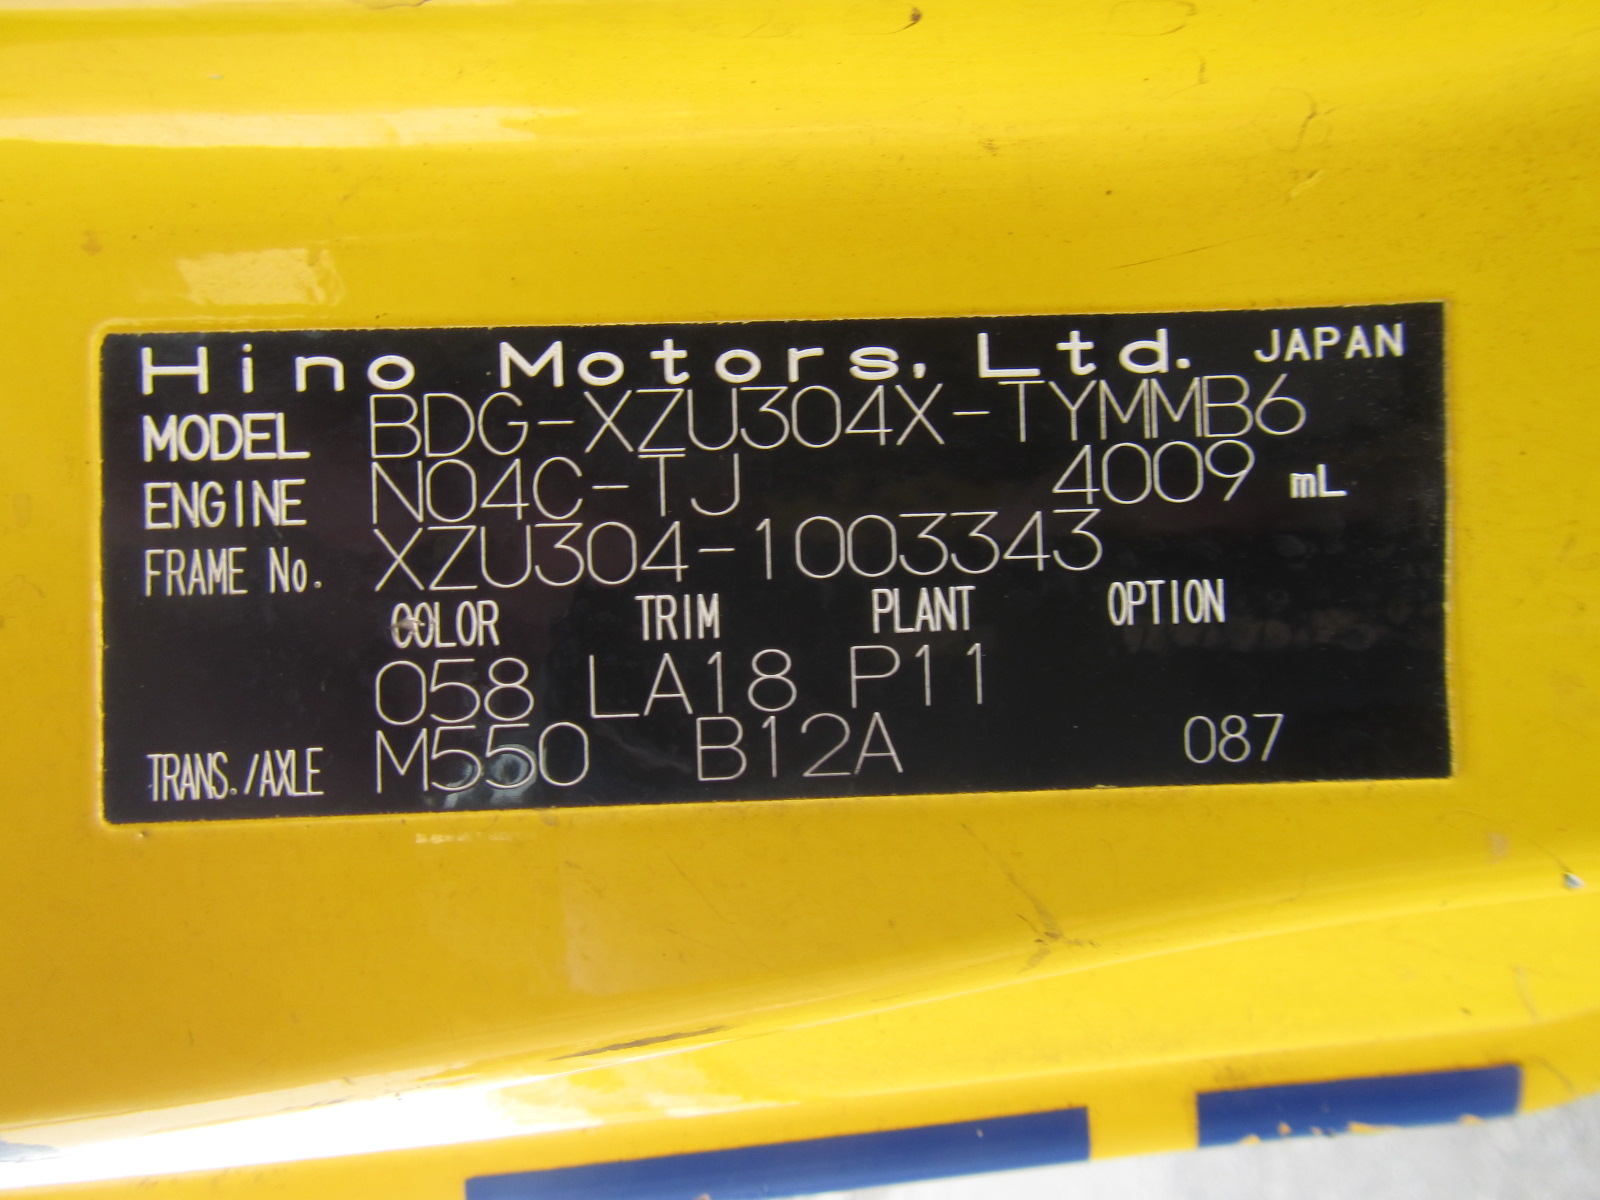 Hino Motors, Ltd. JAPAN
MODEL BDG-XZU304X-TYMMB6
ENGINE N04C-TJ 4009 mL
FRAME No. XZU304-1003343
COLOR TRIM PLANT OPTION
058 LA18 P11
TRANS./AXLE M550 B12A 087